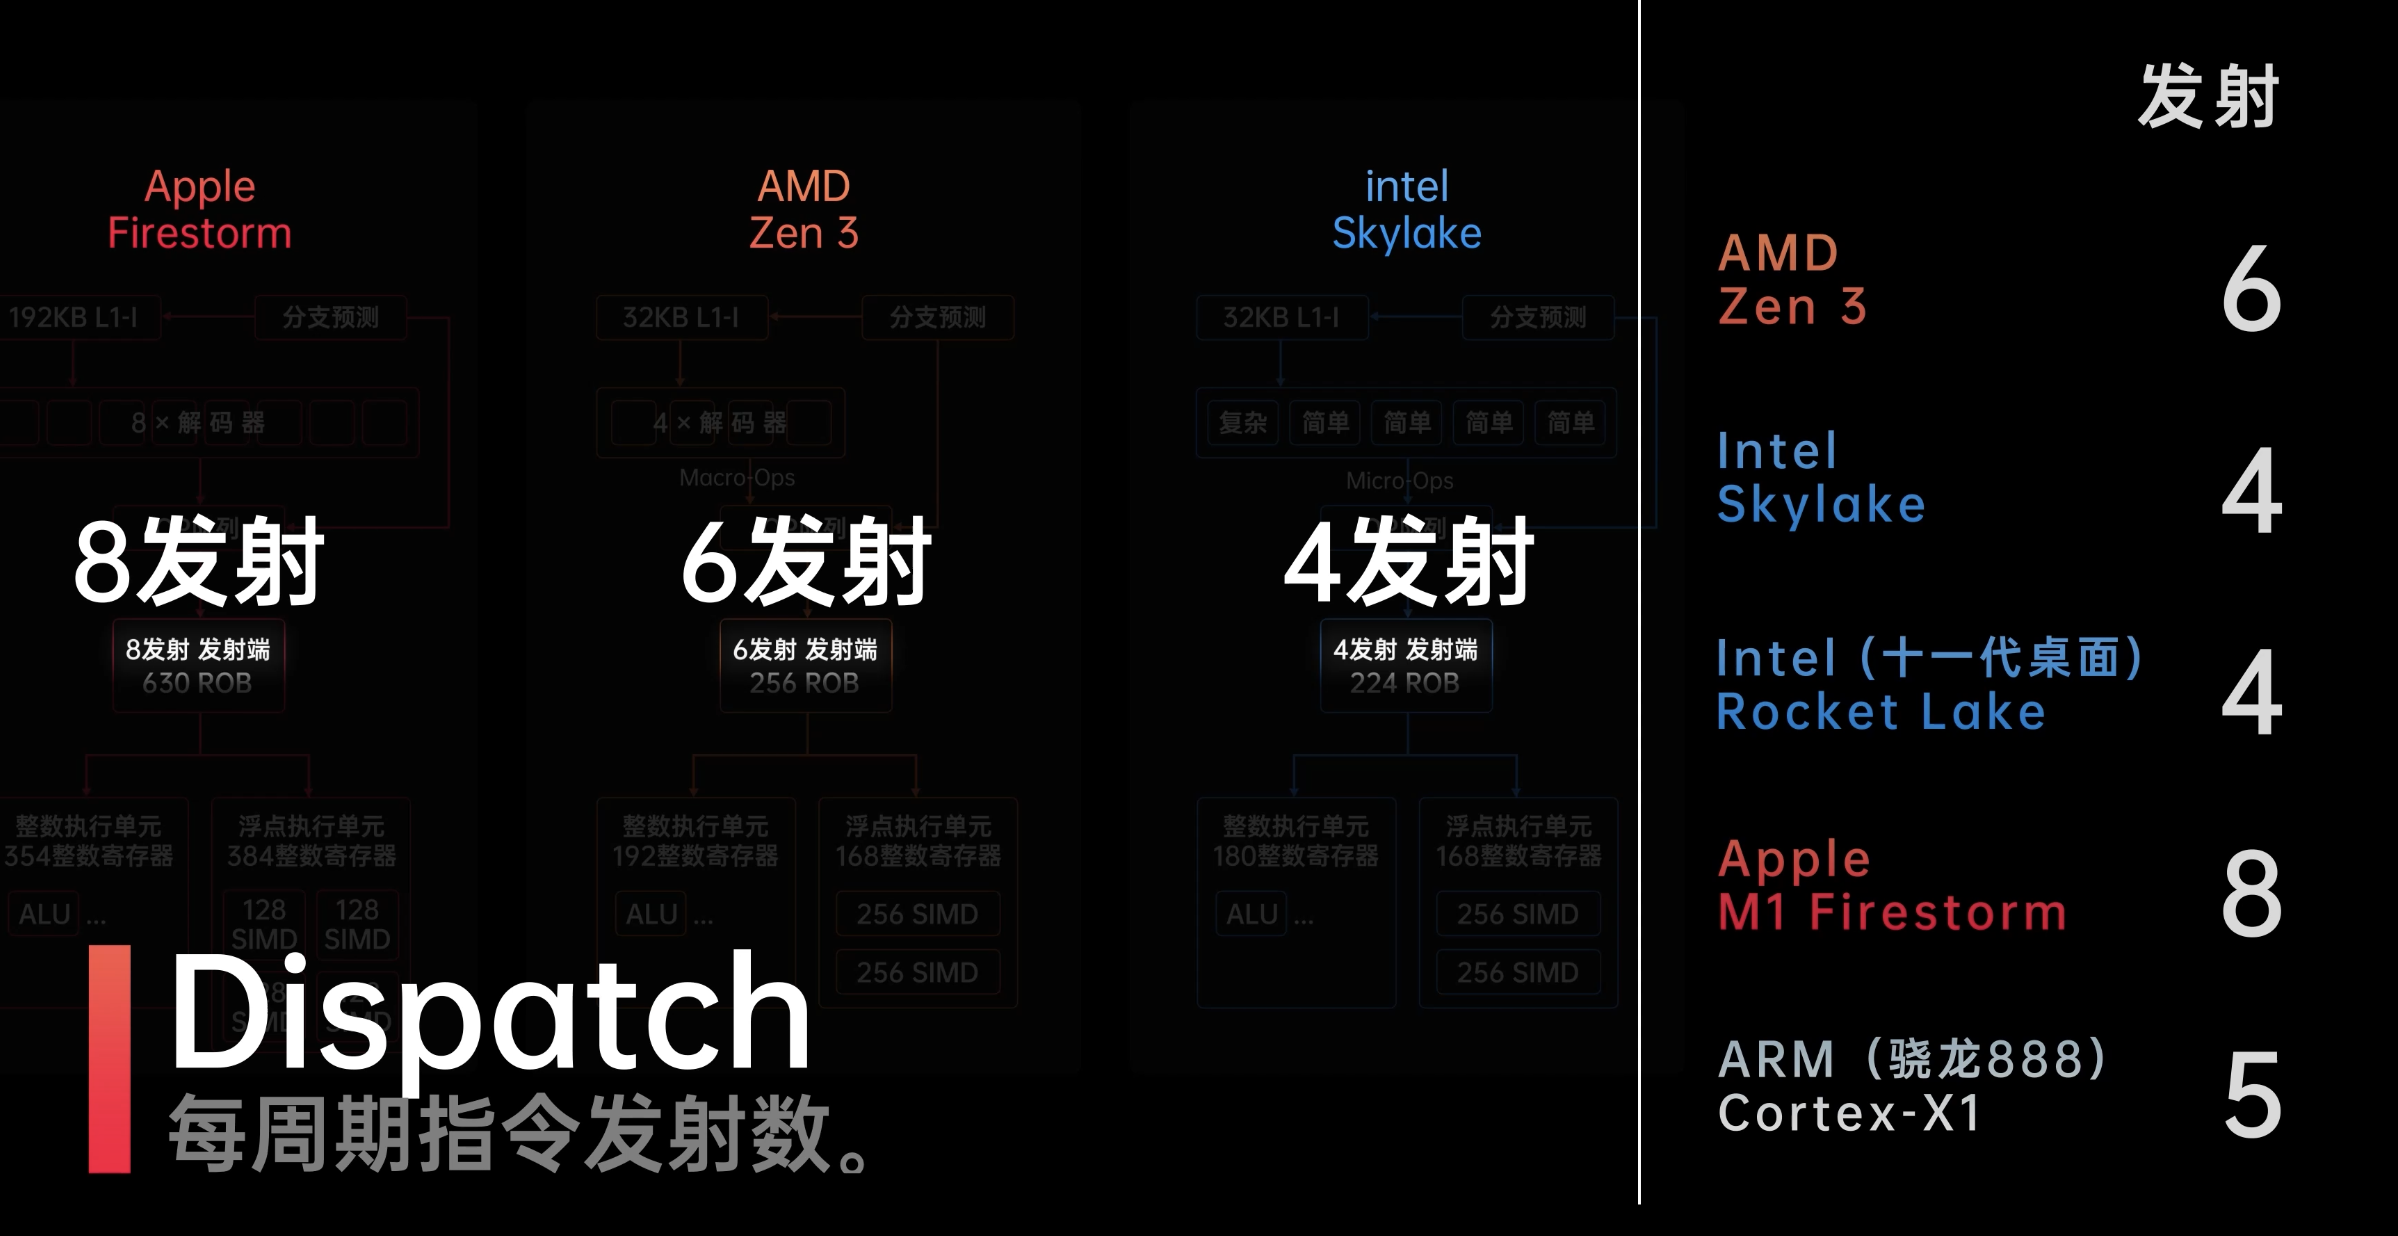 Apple
Firestorm
192KB L1-I
分支预测
8 × 解 码 器
8发射
8发射 发射端
630 ROB
整数执行单元
354整数寄存器
ALU ...
浮点执行单元
384整数寄存器
128
SIMD
128
SIMD
AMD
Zen 3
32KB L1-I
分支预测
4 × 解 码 器
Macro-Ops
6发射
6发射 发射端
256 ROB
整数执行单元
192整数寄存器
ALU ...
浮点执行单元
168整数寄存器
256 SIMD
256 SIMD
intel
Skylake
32KB L1-I
分支预测
复杂
简单
简单
简单
简单
Micro-Ops
4发射
4发射 发射端
224 ROB
整数执行单元
180整数寄存器
ALU ...
浮点执行单元
168整数寄存器
256 SIMD
256 SIMD
Dispatch
每周期指令发射数。
发射
AMD
Zen 3
6
Intel
Skylake
4
Intel (十一代桌面)
Rocket Lake
4
Apple
M1 Firestorm
8
ARM (骁龙888)
Cortex-X1
5